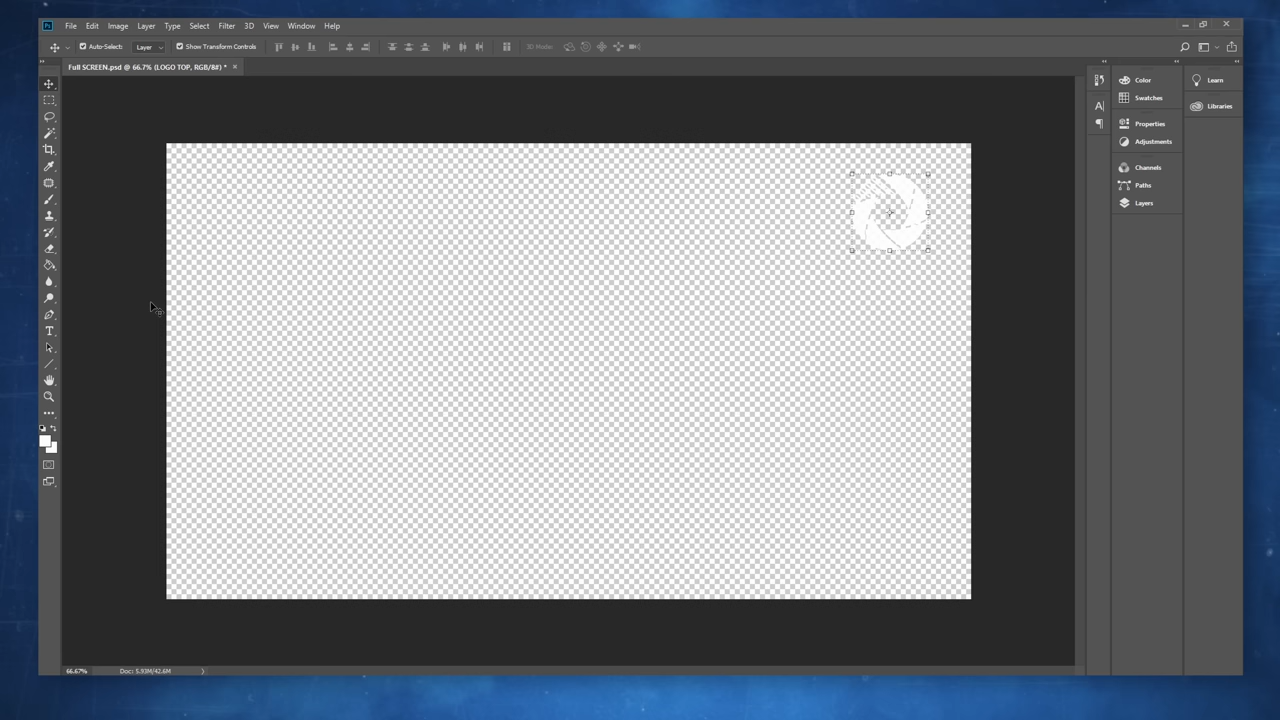 Ps File Edit Image Layer Type Select Filter 3D View Window Help
Auto-Select: Layer Show Transform Controls 3D Mode:
Full SCREEN.psd @ 66.7% (LOGO TOP, RGB/8#) *
Color
Swatches
Properties
Adjustments
Channels
Paths
Layers
Learn
Libraries
66.67% Doc: 5.93M/42.6M